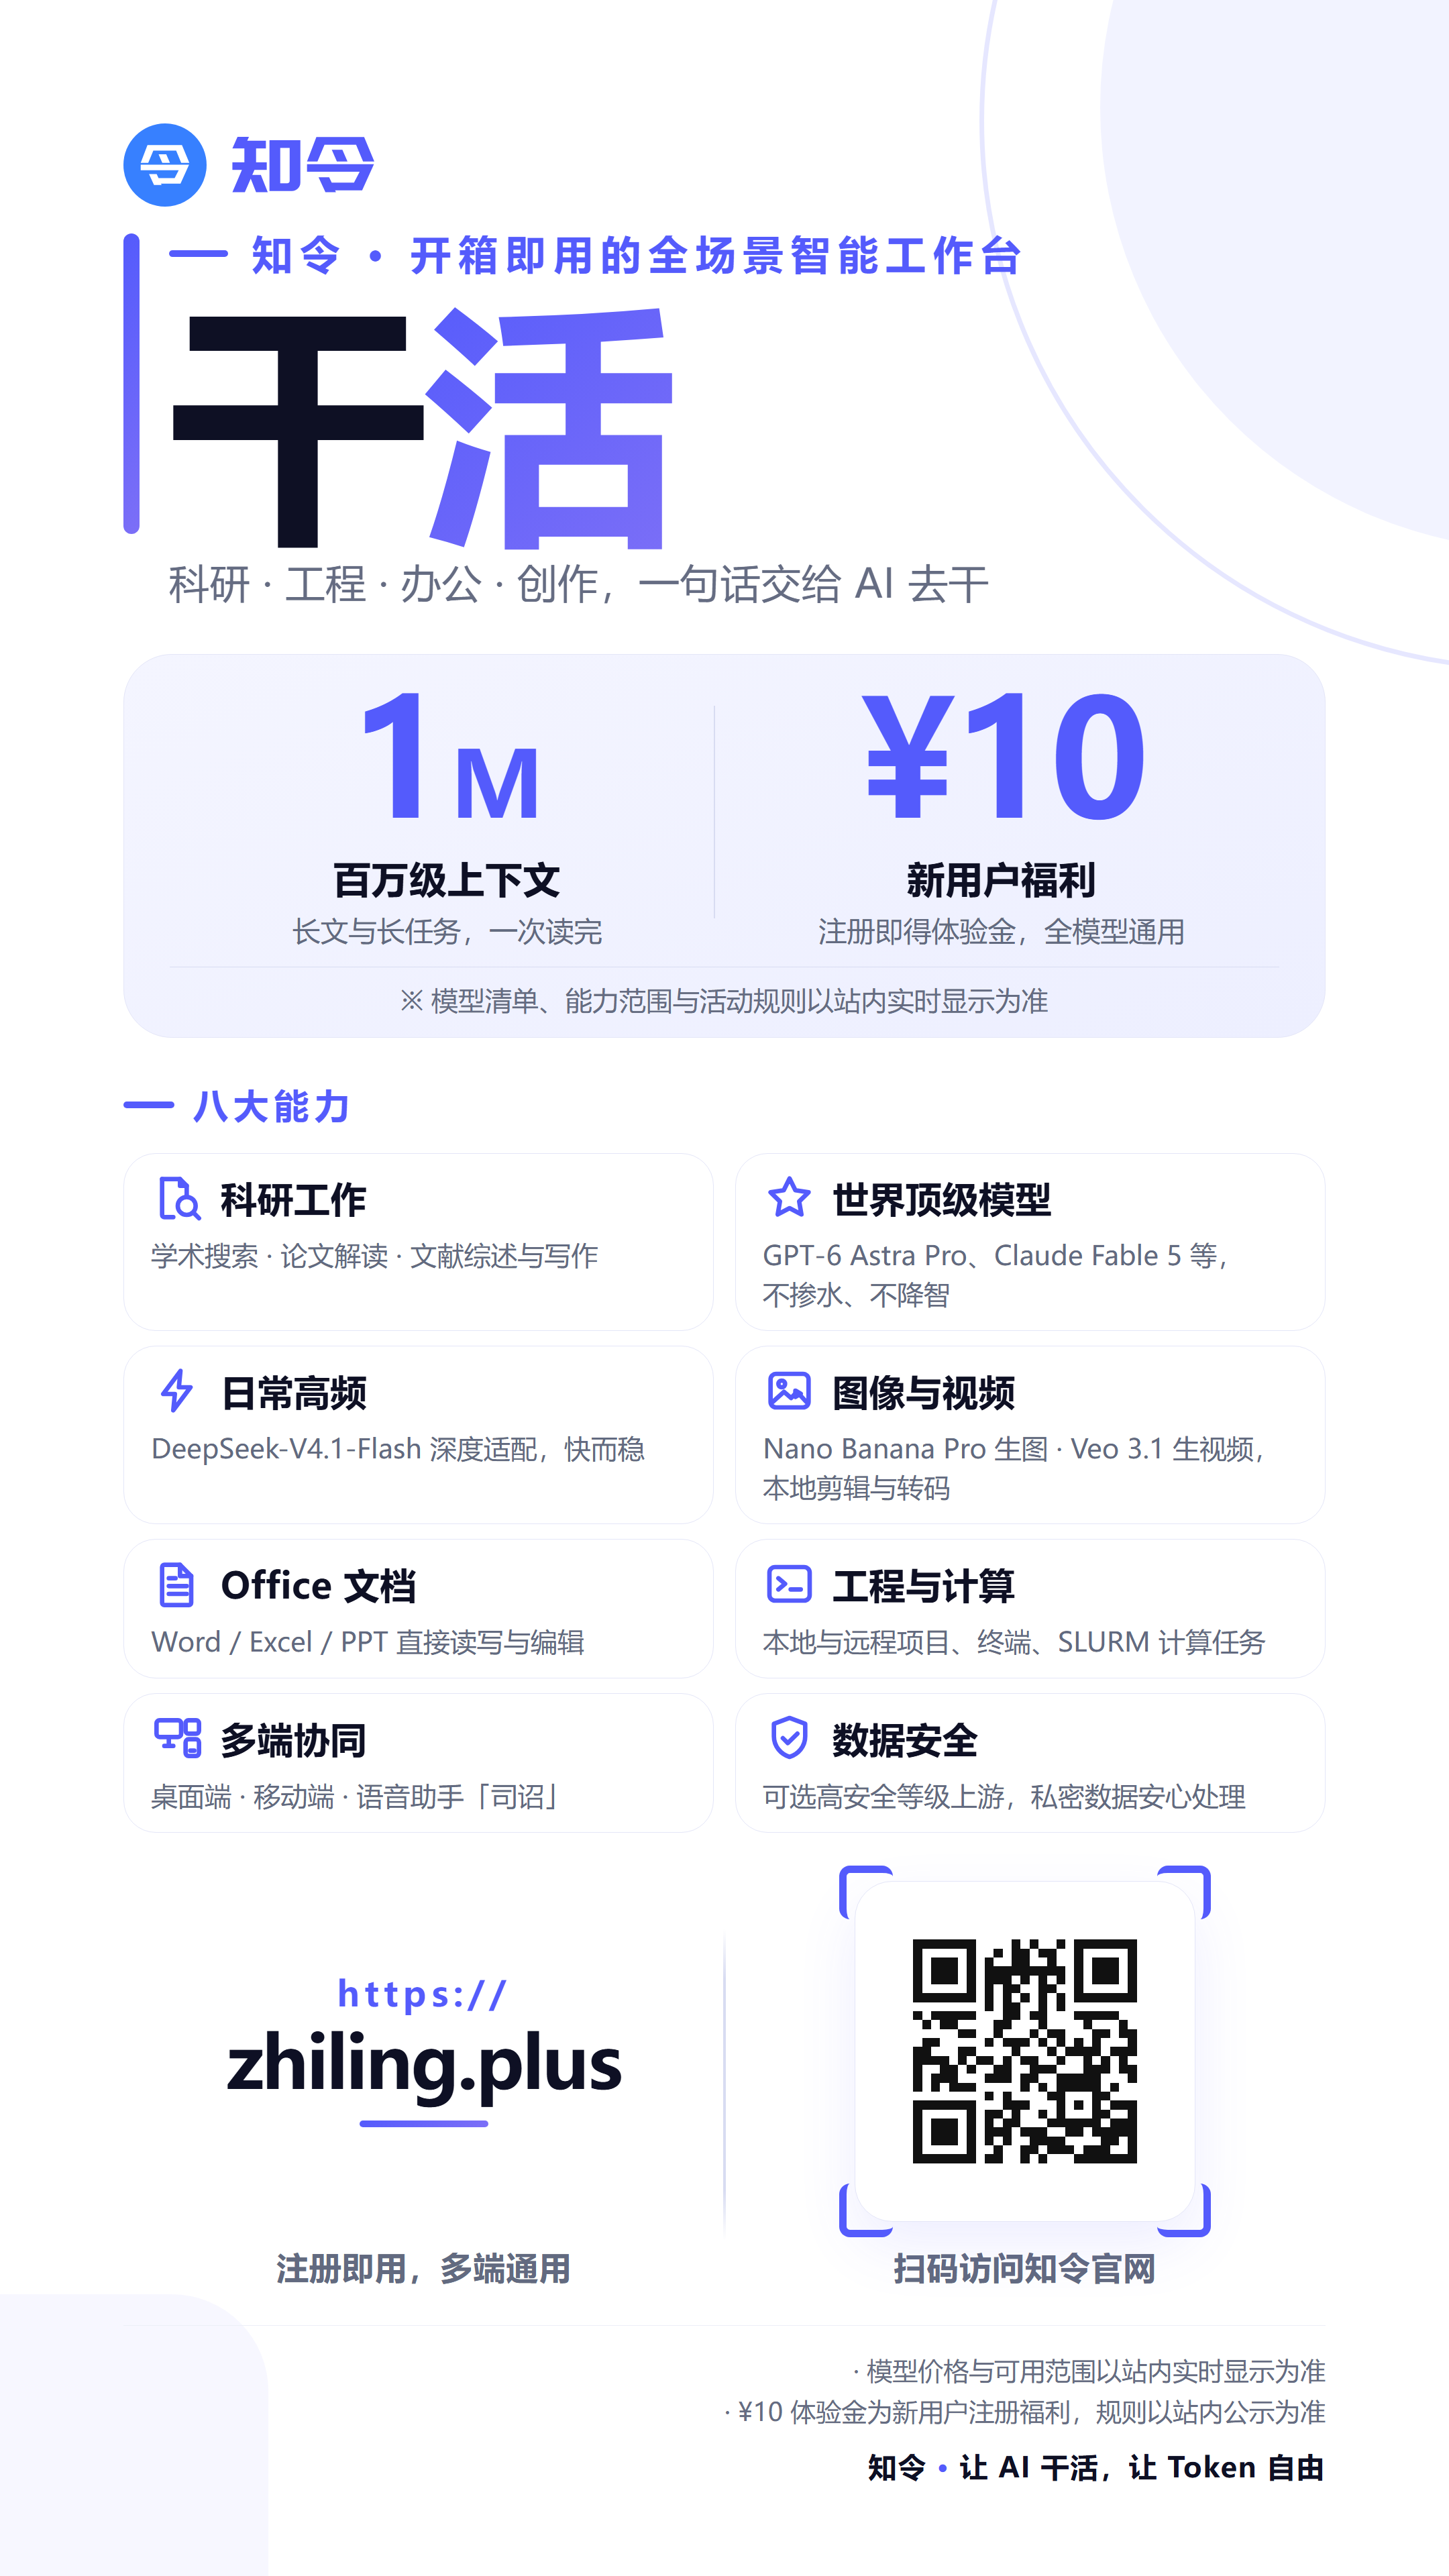 知令
知令 · 开箱即用的全场景智能工作台
干活
科研 · 工程 · 办公 · 创作，一句话交给 AI 去干
1M
百万级上下文
长文与长任务，一次读完
¥10
新用户福利
注册即得体验金，全模型通用
※ 模型清单、能力范围与活动规则以站内实时显示为准
八大能力
科研工作
学术搜索 · 论文解读 · 文献综述与写作
世界顶级模型
GPT-6 Astra Pro、Claude Fable 5 等，
不掺水、不降智
日常高频
DeepSeek-V4.1-Flash 深度适配，快而稳
图像与视频
Nano Banana Pro 生图 · Veo 3.1 生视频，
本地剪辑与转码
Office 文档
Word / Excel / PPT 直接读写与编辑
工程与计算
本地与远程项目、终端、SLURM 计算任务
多端协同
桌面端 · 移动端 · 语音助手「司诏」
数据安全
可选高安全等级上游，私密数据安心处理
https://
zhiling.plus
注册即用，多端通用
扫码访问知令官网
· 模型价格与可用范围以站内实时显示为准
· ¥10 体验金为新用户注册福利，规则以站内公示为准
知令 · 让 AI 干活，让 Token 自由